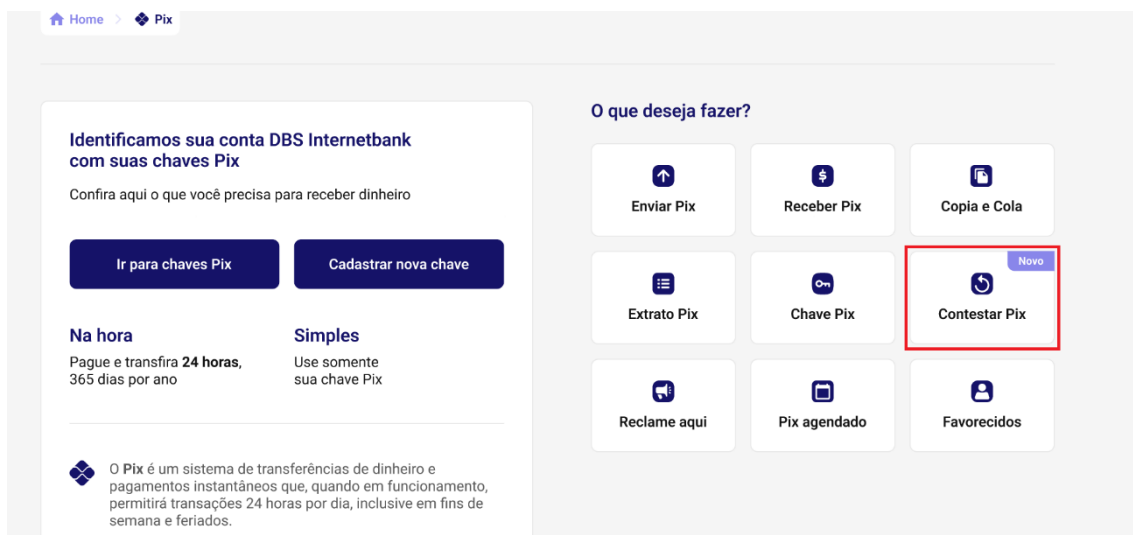 Home > Pix
Identificamos sua conta DBS Internetbank
com suas chaves Pix
Confira aqui o que você precisa para receber dinheiro
Ir para chaves Pix
Cadastrar nova chave
Na hora
Pague e transfira 24 horas,
365 dias por ano
Simples
Use somente
sua chave Pix
O Pix é um sistema de transferências de dinheiro e
pagamentos instantâneos que, quando em funcionamento,
permitirá transações 24 horas por dia, inclusive em fins de
semana e feriados.
O que deseja fazer?
Enviar Pix
Receber Pix
Copia e Cola
Extrato Pix
Chave Pix
Novo
Contestar Pix
Reclame aqui
Pix agendado
Favorecidos